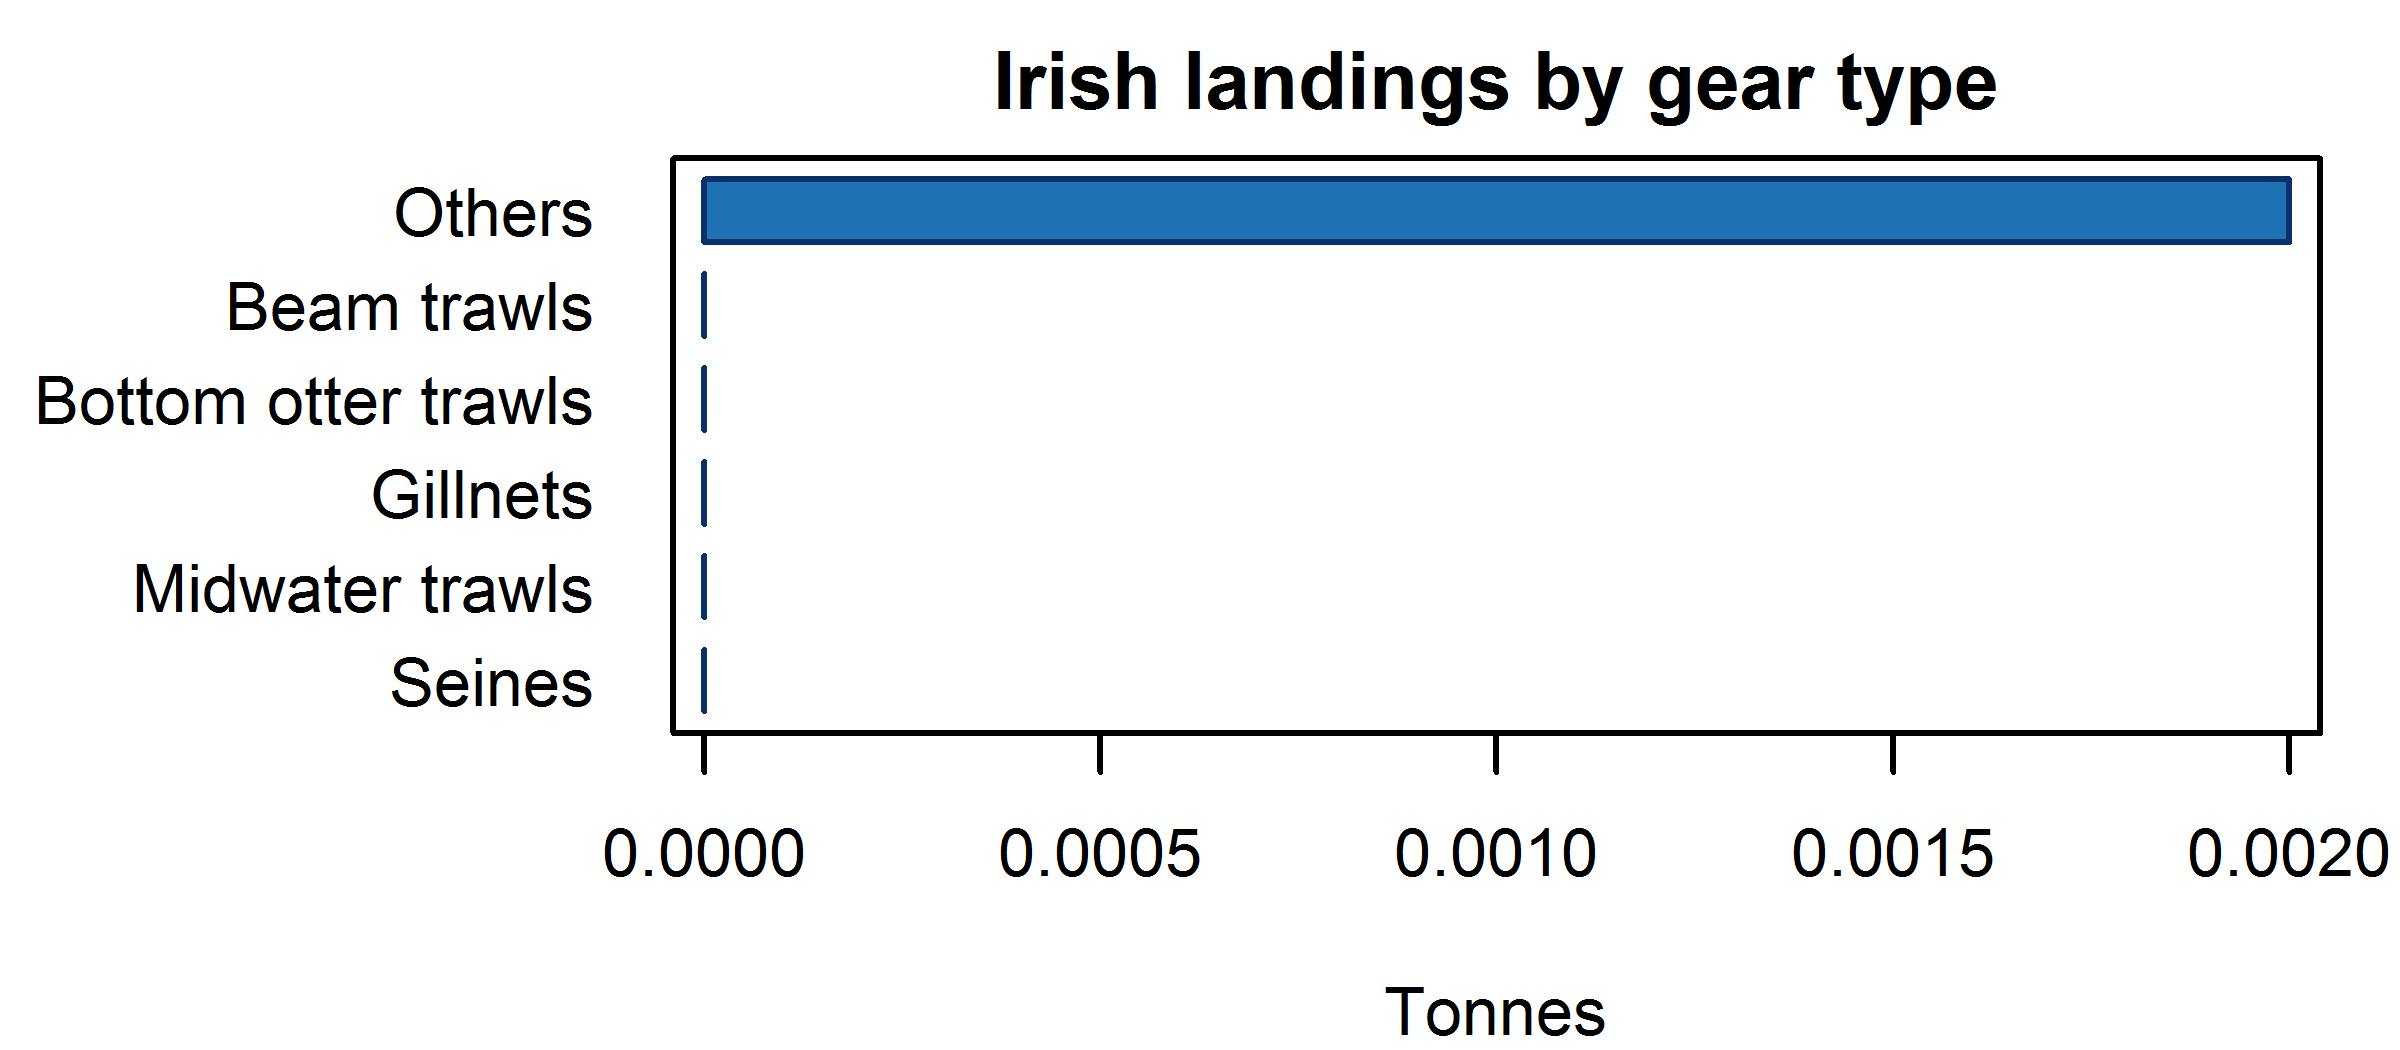 Irish landings by gear type
Others
Beam trawls
Bottom otter trawls
Gillnets
Midwater trawls
Seines
0.0000 0.0005 0.0010 0.0015 0.0020
Tonnes